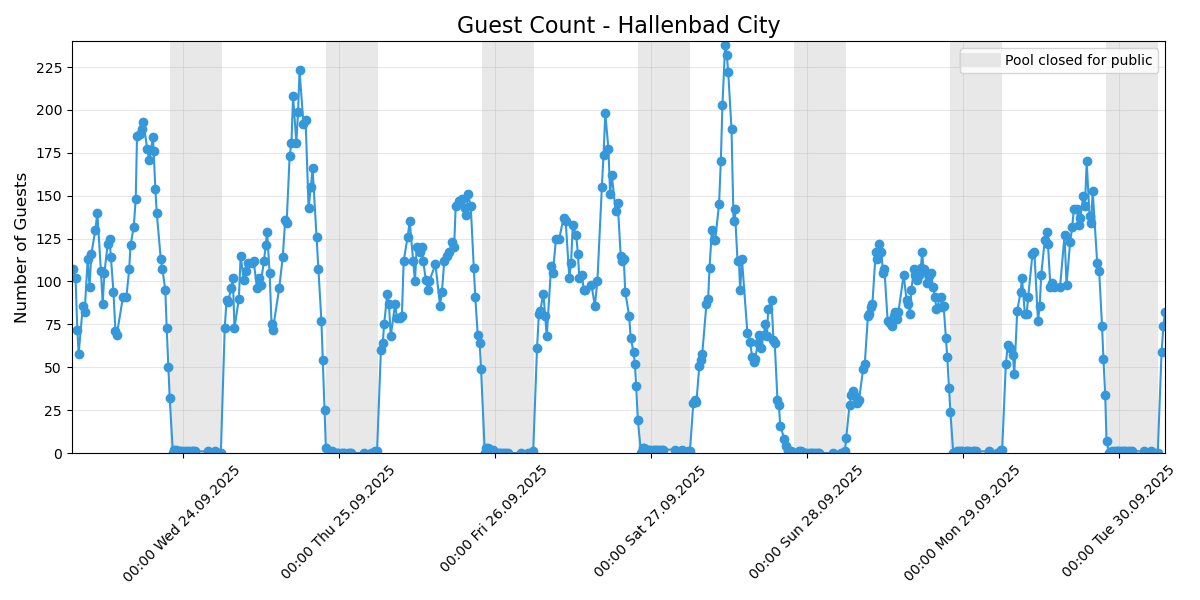 Guest Count - Hallenbad City
Number of Guests
225
200
175
150
125
100
75
50
25
0
Pool closed for public
00:00 Wed 24.09.2025
00:00 Thu 25.09.2025
00:00 Fri 26.09.2025
00:00 Sat 27.09.2025
00:00 Sun 28.09.2025
00:00 Mon 29.09.2025
00:00 Tue 30.09.2025